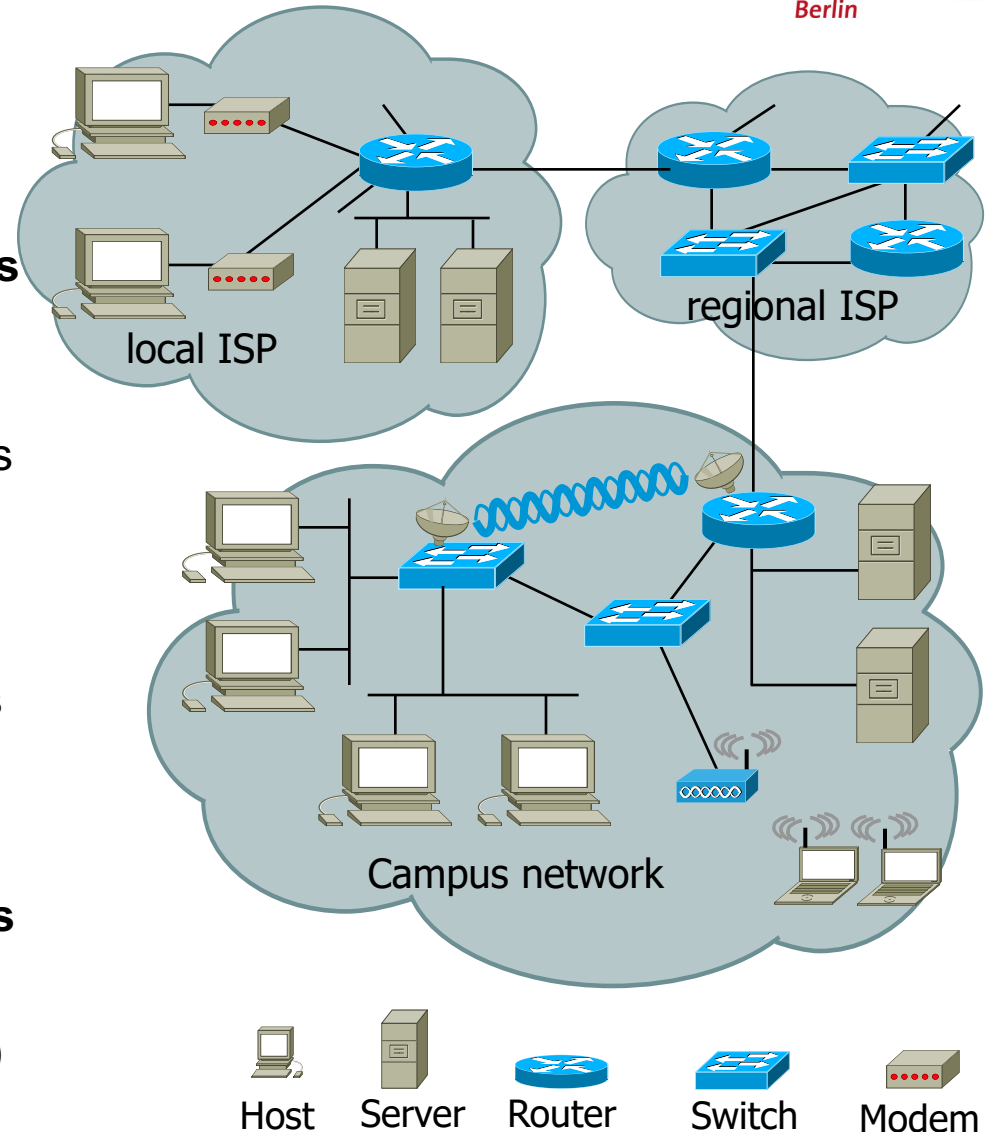 Berlin
s
regional ISP
local ISP
s
s
Campus network
s
)
Host Server Router Switch Modem